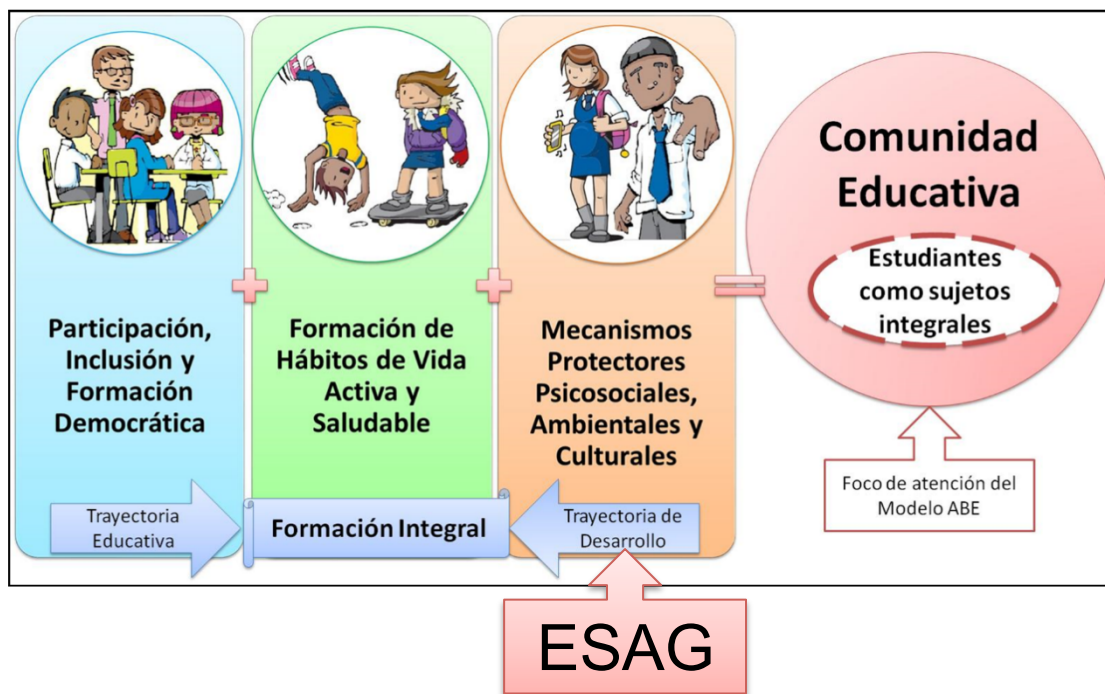 Participación,
Inclusión y
Formación
Democrática
Formación de
Hábitos de Vida
Activa y
Saludable
Mecanismos
Protectores
Psicosociales,
Ambientales y
Culturales
Comunidad
Educativa
Estudiantes
como sujetos
integrales
Trayectoria
Educativa
Formación Integral
Trayectoria de
Desarrollo
Foco de atención del
Modelo ABE
ESAG